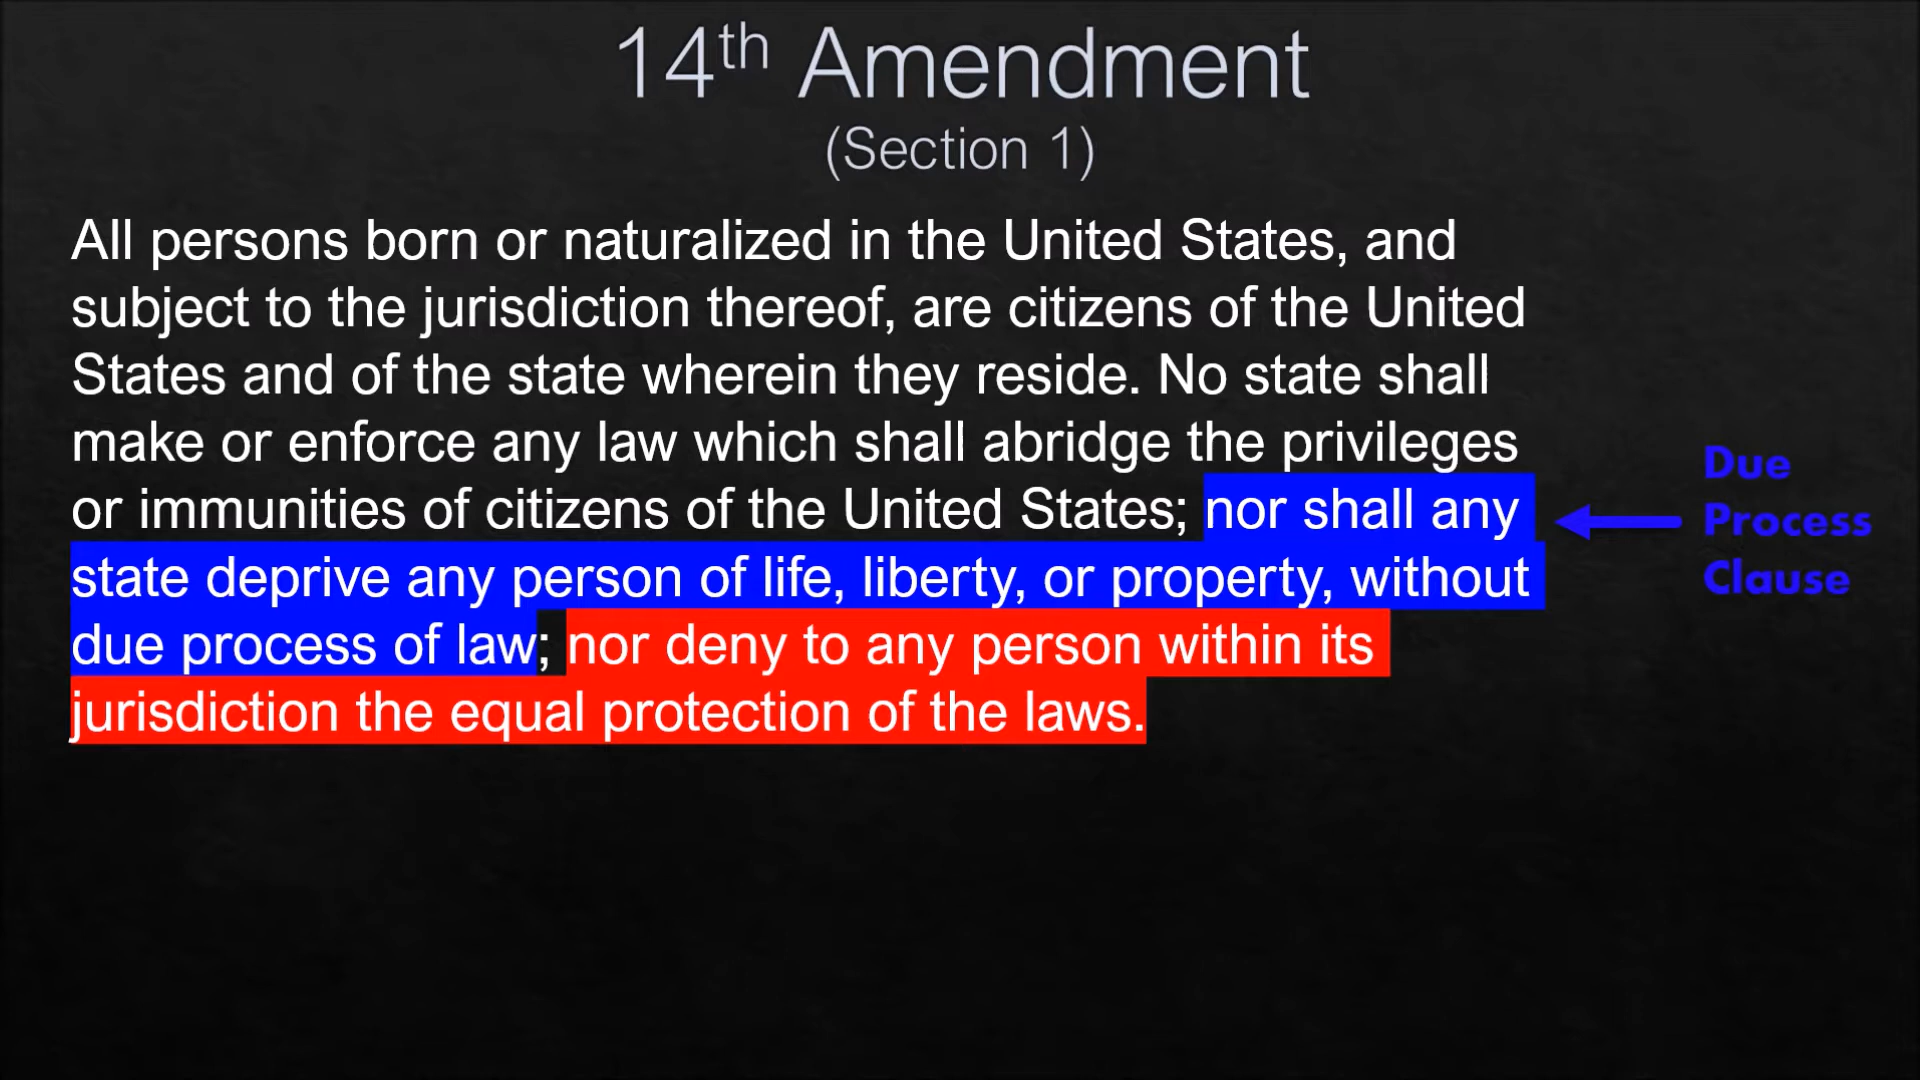 14th Amendment
(Section 1)
All persons born or naturalized in the United States, and
subject to the jurisdiction thereof, are citizens of the United
States and of the state wherein they reside. No state shall
make or enforce any law which shall abridge the privileges
or immunities of citizens of the United States; nor shall any
state deprive any person of life, liberty, or property, without
due process of law; nor deny to any person within its
jurisdiction the equal protection of the laws.
Due
Process
Clause